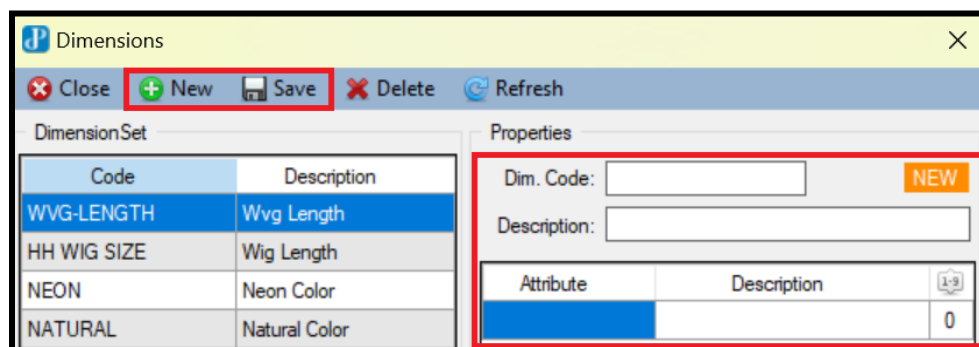 Dimensions
Close New Save Delete Refresh
DimensionSet
Code Description
WVG-LENGTH Wvg Length
HH WIG SIZE Wig Length
NEON Neon Color
NATURAL Natural Color
Properties
Dim. Code: NEW
Description:
Attribute Description 1-9
0